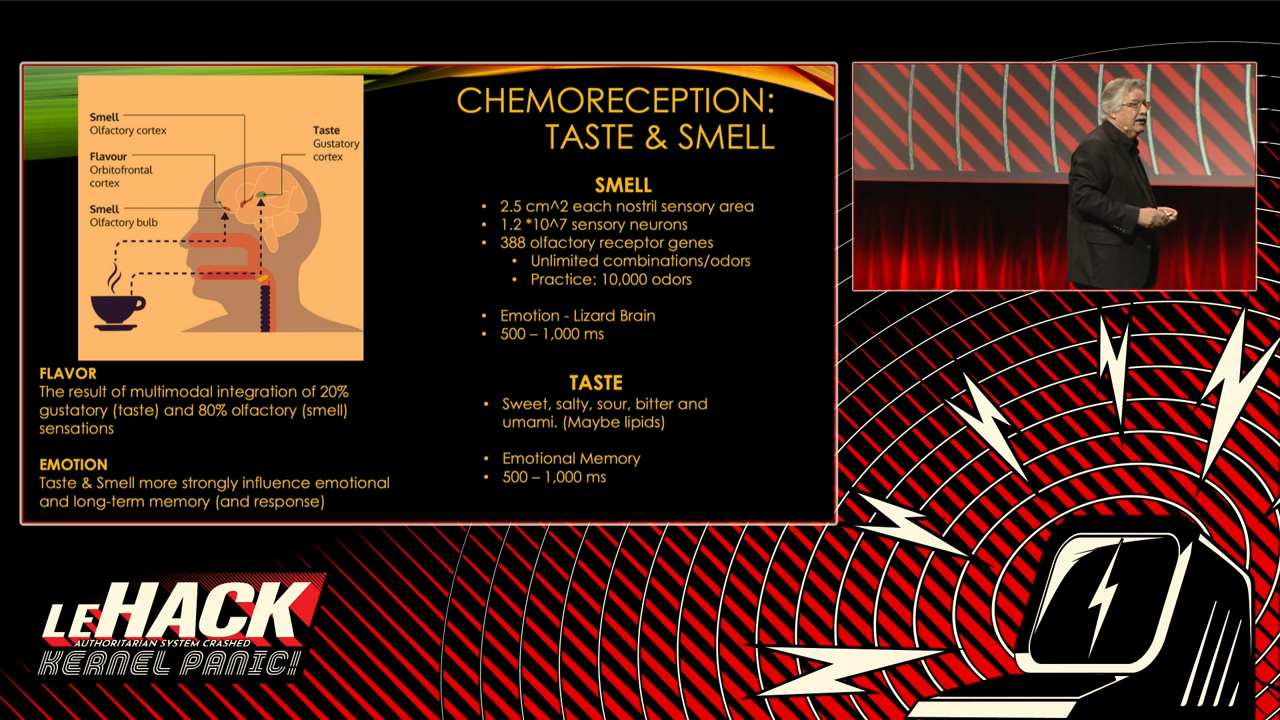 Smell
Olfactory cortex
Flavour
Orbitofrontal
cortex
Smell
Olfactory bulb
Taste
Gustatory
cortex
FLAVOR
The result of multimodal integration of 20%
gustatory (taste) and 80% olfactory (smell)
sensations
EMOTION
Taste & Smell more strongly influence emotional
and long-term memory (and response)
CHEMORECEPTION:
TASTE & SMELL
SMELL
• 2.5 cm^2 each nostril sensory area
• 1.2 *10^7 sensory neurons
• 388 olfactory receptor genes
• Unlimited combinations/odors
• Practice: 10,000 odors
• Emotion - Lizard Brain
• 500 – 1,000 ms
TASTE
• Sweet, salty, sour, bitter and
umami. (Maybe lipids)
• Emotional Memory
• 500 – 1,000 ms
LEHACK
AUTHORITARIAN SYSTEM CRASHED
KERNEL PANIC!